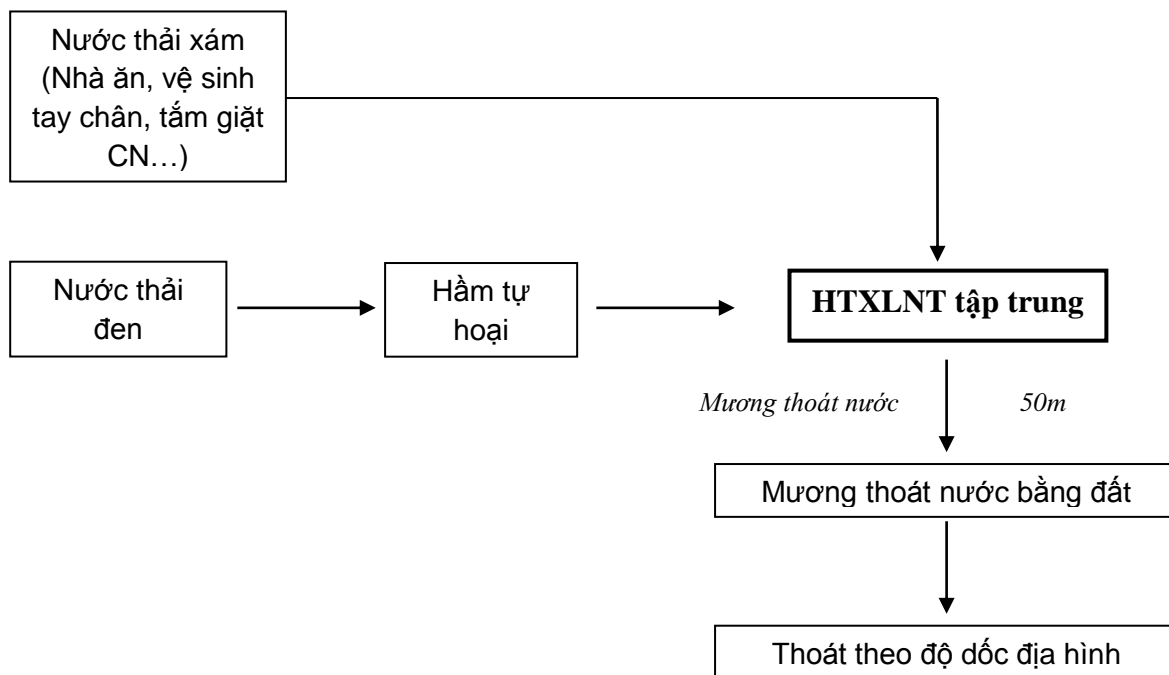 Nước thải xám
(Nhà ăn, vệ sinh
tay chân, tắm giặt
CN…)
Nước thải
đen
Hầm tự
hoại
HTXLNT tập trung
Mương thoát nước 50m
Mương thoát nước bằng đất
Thoát theo độ dốc địa hình